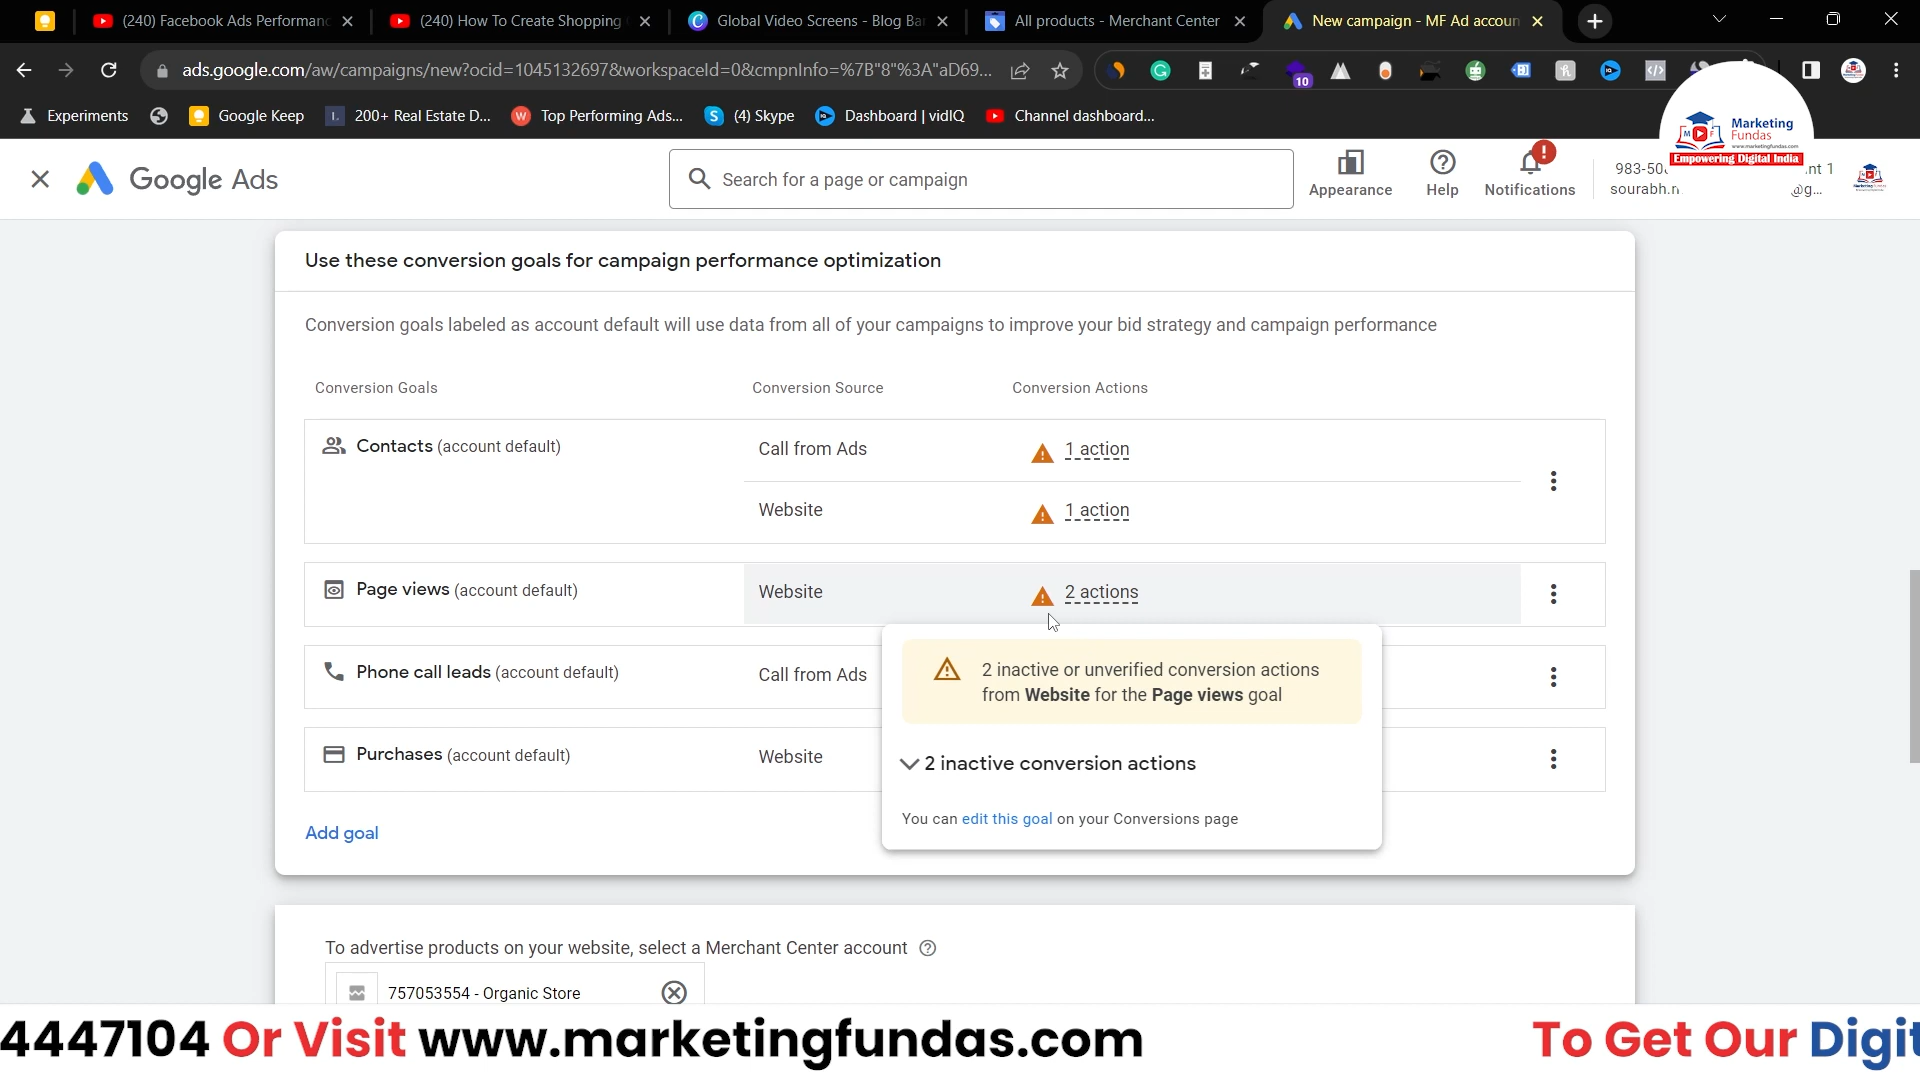 (240) Facebook Ads Performanc
(240) How To Create Shopping
Global Video Screens - Blog Ba
All products - Merchant Center
New campaign - MF Ad accoun
ads.google.com/aw/campaigns/new?ocid=1045132697&workspaceId=0&cmpnInfo=%7B"8"%3A"aD69...
10
Experiments
Google Keep
200+ Real Estate D...
Top Performing Ads...
(4) Skype
Dashboard | vidIQ
Channel dashboard...
Marketing
Fundas
www.marketingfundas.com
Empowering Digital India
Google Ads
Search for a page or campaign
Appearance
Help
Notifications
983-50
nt 1
sourabh.n
@g...
Use these conversion goals for campaign performance optimization
Conversion goals labeled as account default will use data from all of your campaigns to improve your bid strategy and campaign performance
Conversion Goals
Conversion Source
Conversion Actions
Contacts (account default)
Call from Ads
1 action
Website
1 action
Page views (account default)
Website
2 actions
2 inactive or unverified conversion actions
from Website for the Page views goal
2 inactive conversion actions
You can edit this goal on your Conversions page
Phone call leads (account default)
Call from Ads
Purchases (account default)
Website
Add goal
To advertise products on your website, select a Merchant Center account
757053554 - Organic Store
4447104 Or Visit www.marketingfundas.com
To Get Our Digit